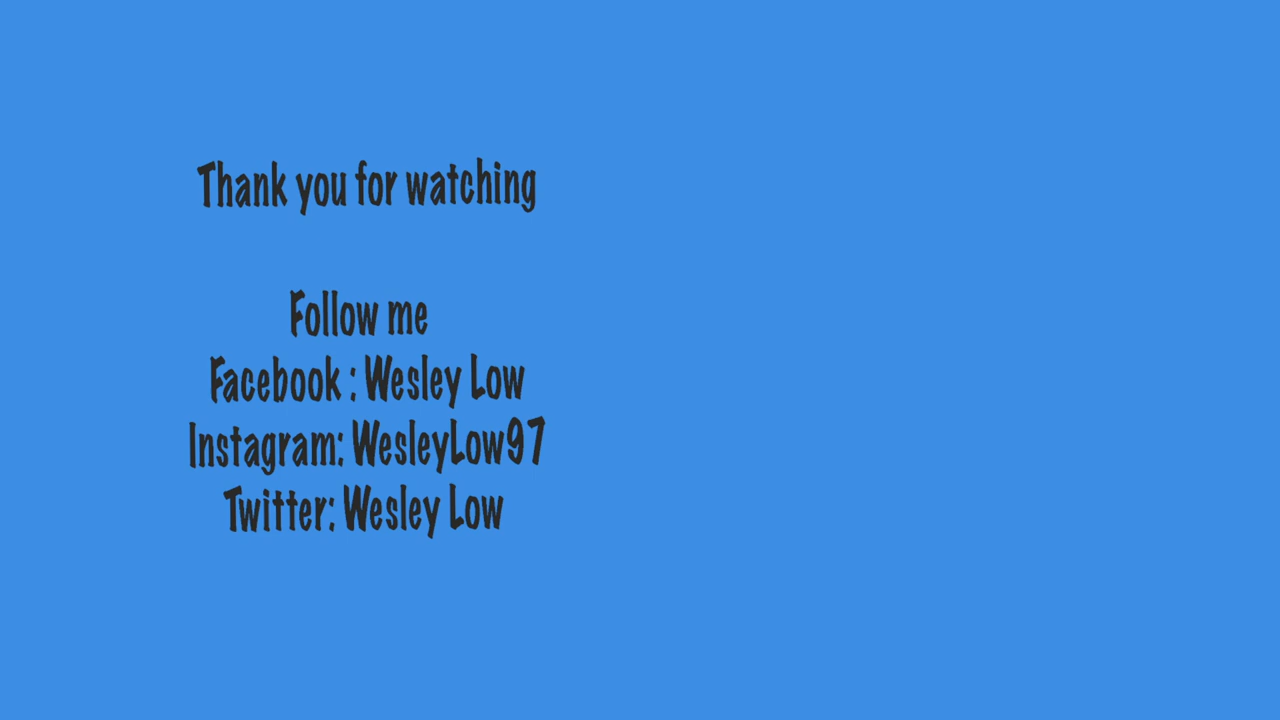 Thank you for watching
Follow me
Facebook : Wesley Low
Instagram: WesleyLow97
Twitter: Wesley Low